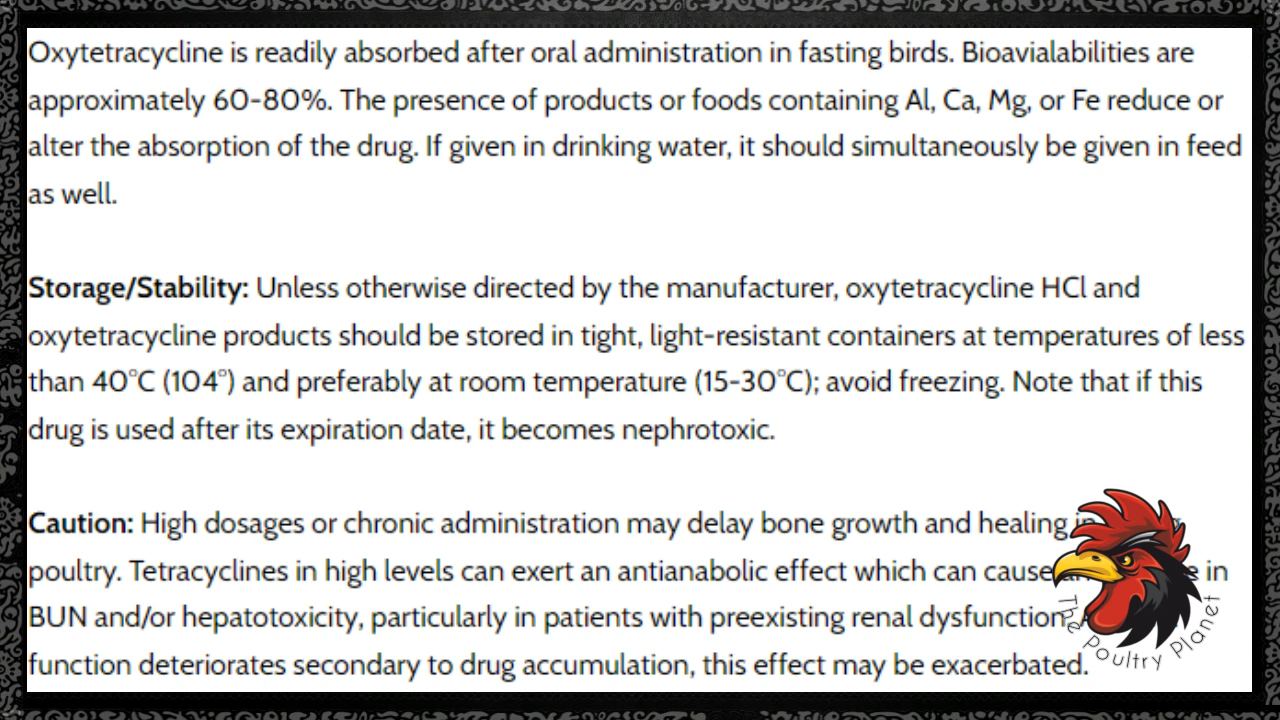 Oxytetracycline is readily absorbed after oral administration in fasting birds. Bioavialabilities are
approximately 60-80%. The presence of products or foods containing Al, Ca, Mg, or Fe reduce or
alter the absorption of the drug. If given in drinking water, it should simultaneously be given in feed
as well.
Storage/Stability: Unless otherwise directed by the manufacturer, oxytetracycline HCl and
oxytetracycline products should be stored in tight, light-resistant containers at temperatures of less
than 40°C (104°) and preferably at room temperature (15-30°C); avoid freezing. Note that if this
drug is used after its expiration date, it becomes nephrotoxic.
Caution: High dosages or chronic administration may delay bone growth and healing
poultry. Tetracyclines in high levels can exert an antianabolic effect which can cause in
BUN and/or hepatotoxicity, particularly in patients with preexisting renal dysfunction
function deteriorates secondary to drug accumulation, this effect may be exacerbated.
The Poultry Planet